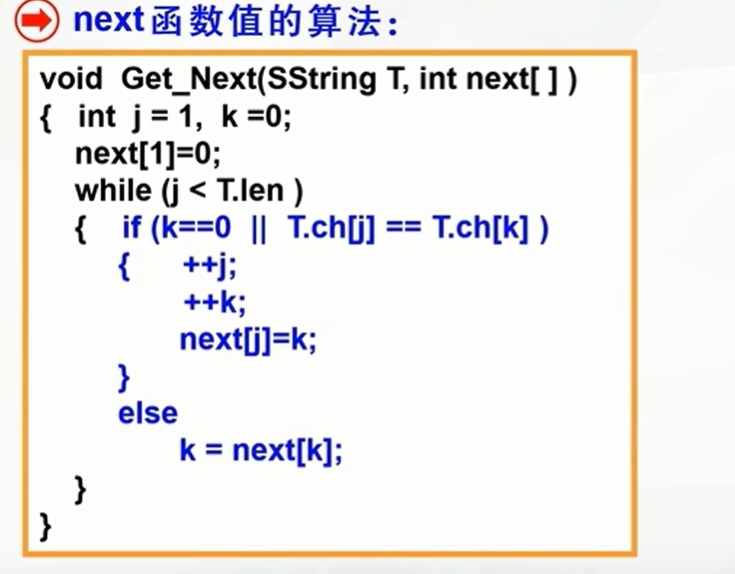 next函数值的算法：
void Get_Next(SString T, int next[ ] )
{ int j = 1, k =0;
next[1]=0;
while (j < T.len )
{ if (k==0 || T.ch[j] == T.ch[k] )
{ ++j;
++k;
next[j]=k;
}
else
k = next[k];
}
}